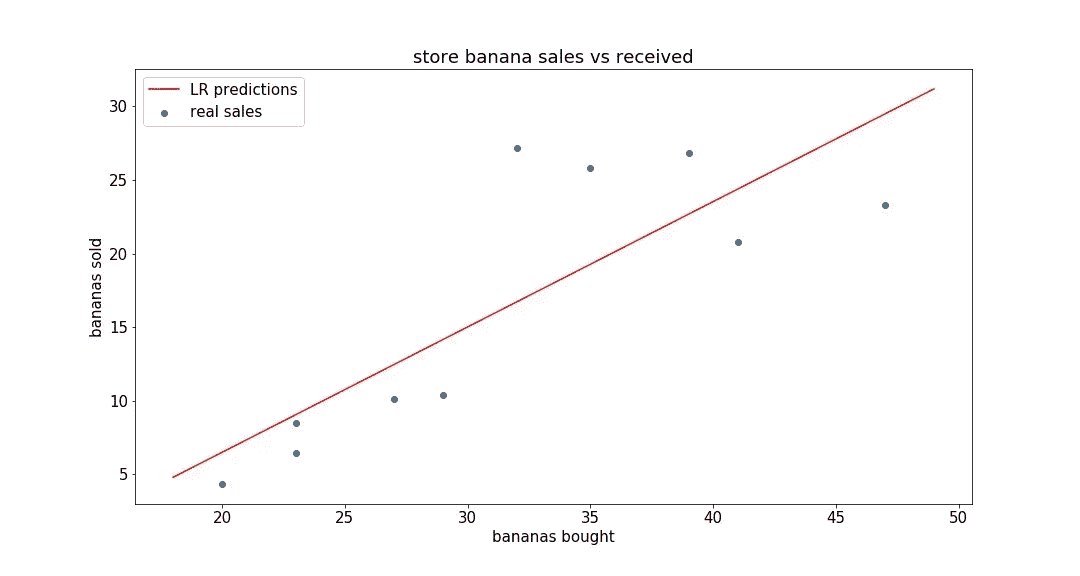 store banana sales vs received
LR predictions
real sales
30
25
20
15
10
5
bananas sold
20 25 30 35 40 45 50
bananas bought